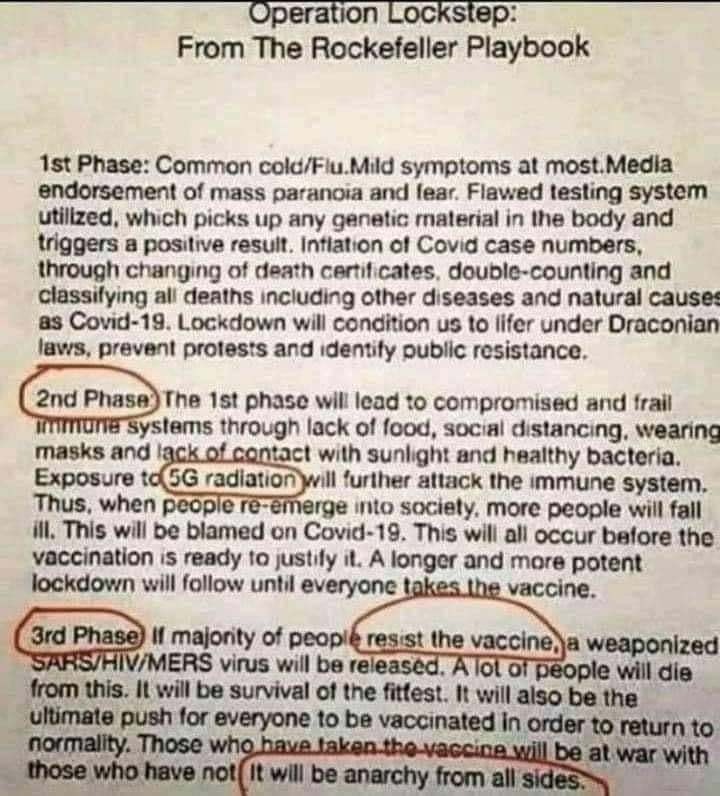 Operation Lockstep:
From The Rockefeller Playbook
1st Phase: Common cold/Flu.Mild symptoms at most.Media
endorsement of mass paranoia and fear. Flawed testing system
utilized, which picks up any genetic material in the body and
triggers a positive result. Inflation of Covid case numbers,
through changing of death certificates, double-counting and
classifying all deaths including other diseases and natural causes
as Covid-19. Lockdown will condition us to lifer under Draconian
laws, prevent protests and identify public resistance.
2nd Phase: The 1st phase will lead to compromised and frail
immune systems through lack of food, social distancing, wearing
masks and lack of contact with sunlight and healthy bacteria.
Exposure to 5G radiation will further attack the immune system.
Thus, when people re-emerge into society, more people will fall
ill. This will be blamed on Covid-19. This will all occur before the
vaccination is ready to justify it. A longer and more potent
lockdown will follow until everyone takes the vaccine.
3rd Phase: If majority of people resist the vaccine, a weaponized
SARS/HIV/MERS virus will be released. A lot of people will die
from this. It will be survival of the fittest. It will also be the
ultimate push for everyone to be vaccinated in order to return to
normality. Those who have taken the vaccine will be at war with
those who have not. It will be anarchy from all sides.